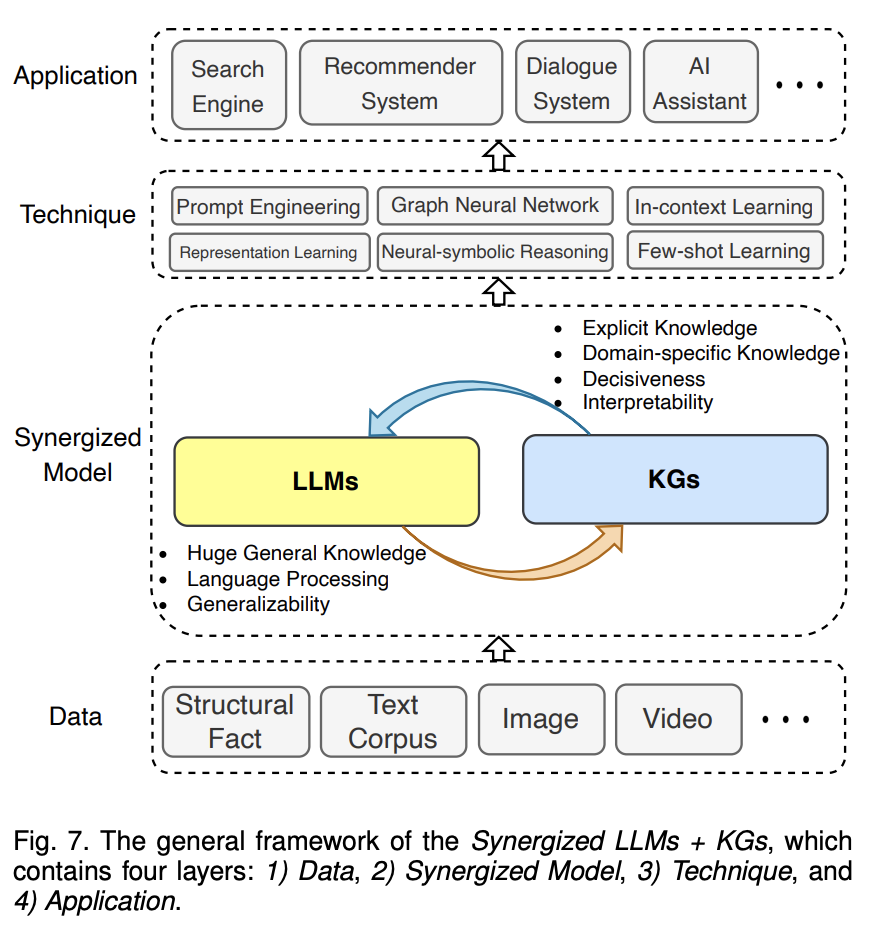 Application
Search
Engine
Recommender
System
Dialogue
System
AI
Assistant
• • •
Technique
Prompt Engineering
Graph Neural Network
In-context Learning
Representation Learning
Neural-symbolic Reasoning
Few-shot Learning
Synergized
Model
• Explicit Knowledge
• Domain-specific Knowledge
• Decisiveness
• Interpretability
LLMs
KGs
• Huge General Knowledge
• Language Processing
• Generalizability
Data
Structural
Fact
Text
Corpus
Image
Video
• • •
Fig. 7. The general framework of the Synergized LLMs + KGs, which
contains four layers: 1) Data, 2) Synergized Model, 3) Technique, and
4) Application.